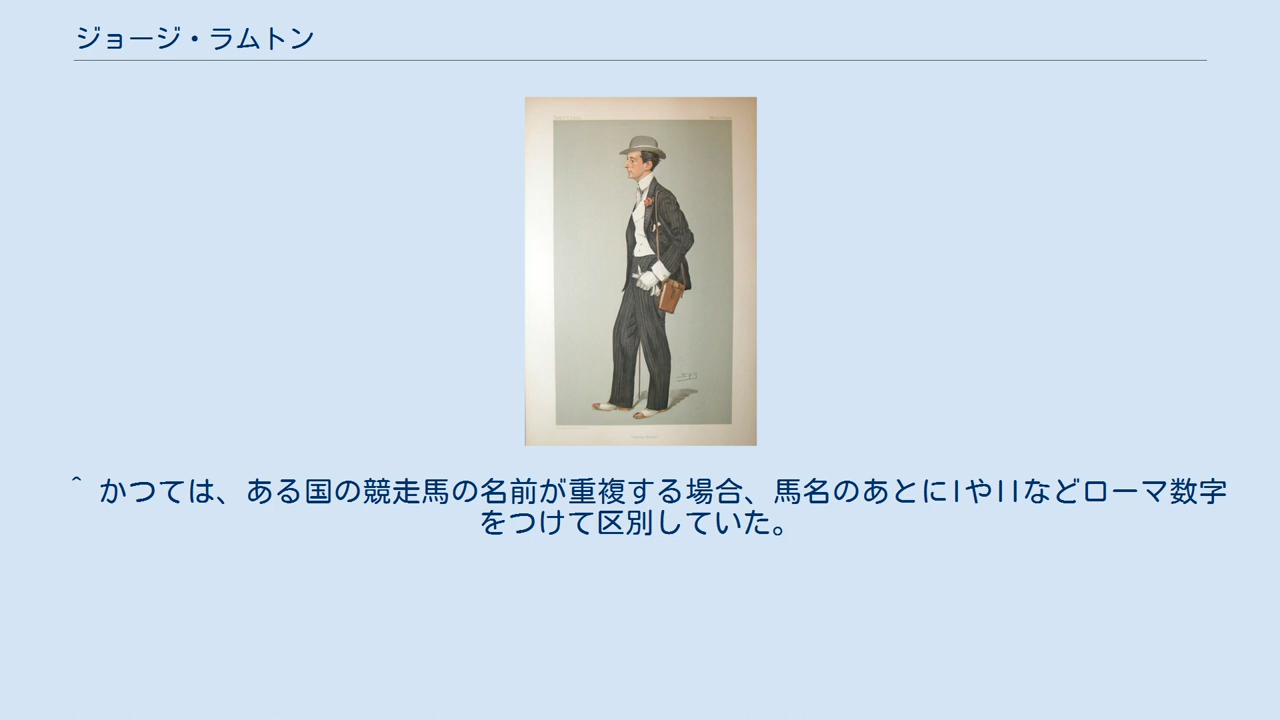 ジョージ・ラムトン
^ かつては、ある国の競走馬の名前が重複する場合、馬名のあとにIやIIなどローマ数字
をつけて区別していた。